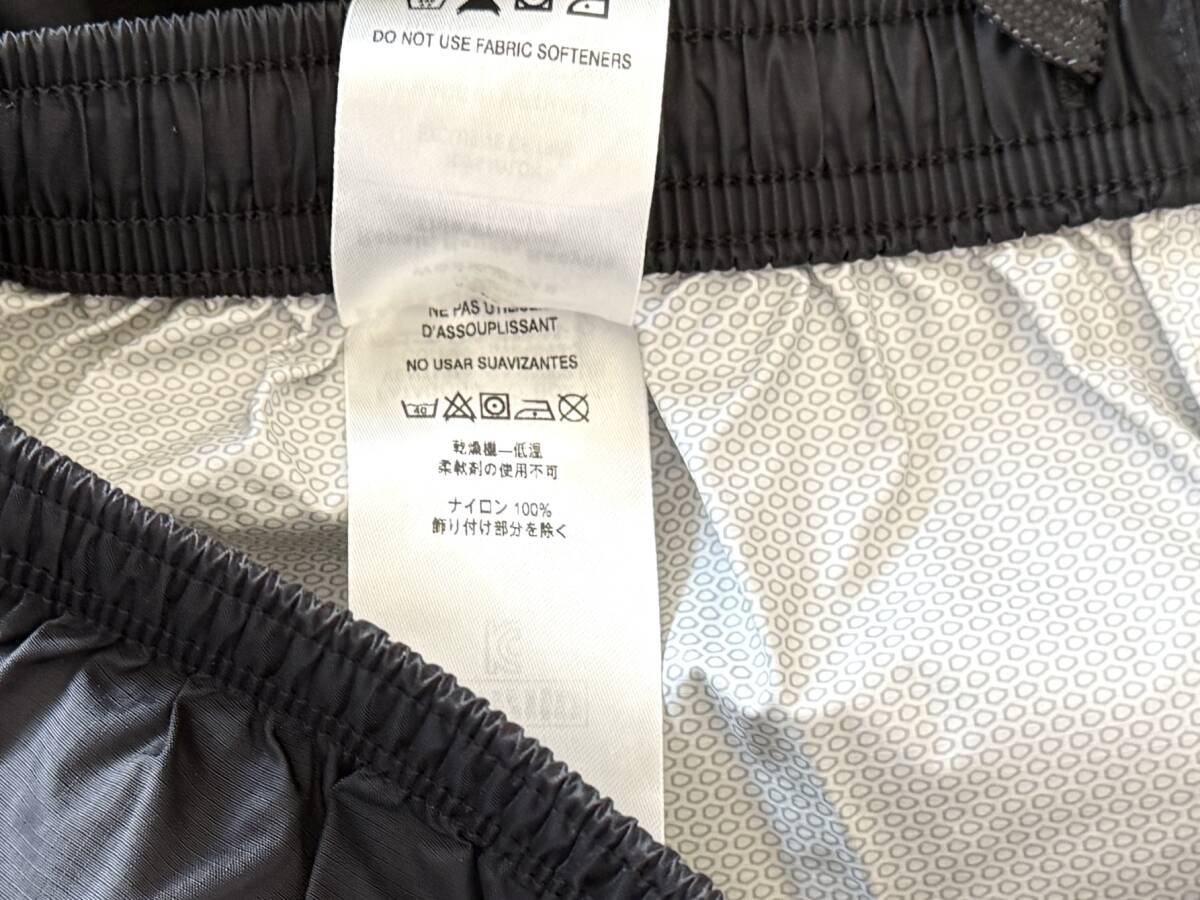 DO NOT USE FABRIC SOFTENERS
NE PAS UTILISER
D'ASSOUPLISSANT
NO USAR SUAVIZANTES
40
乾燥機—低温
柔軟剤の使用不可
ナイロン 100%
飾り付け部分を除く